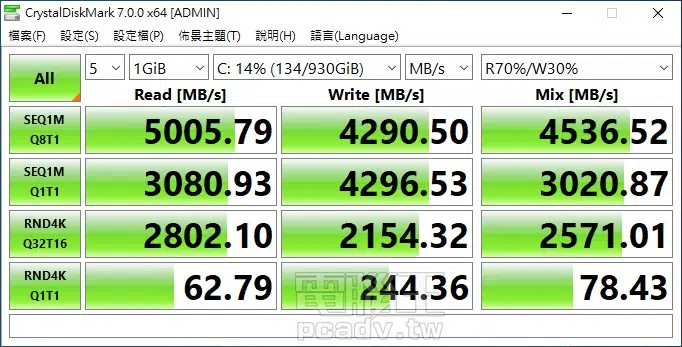 CrystalDiskMark 7.0.0 x64 [ADMIN]
檔案(F) 設定(S) 設定檔(P) 佈景主題(T) 說明(H) 語言(Language)
All 5 1GiB C: 14% (134/930GiB) MB/s R70%/W30%
Read [MB/s] Write [MB/s] Mix [MB/s]
SEQ1M
Q8T1 5005.79 4290.50 4536.52
SEQ1M
Q1T1 3080.93 4296.53 3020.87
RND4K
Q32T16 2802.10 2154.32 2571.01
RND4K
Q1T1 62.79 244.36 78.43
電腦王
pcadv.tw